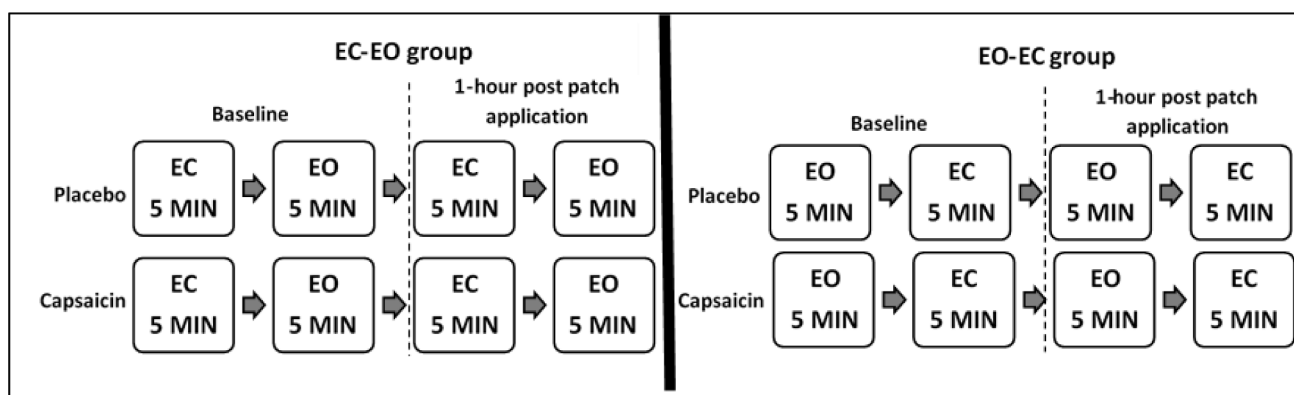 EC-EO group
Baseline
1-hour post patch
application
Placebo
EC
5 MIN
EO
5 MIN
EC
5 MIN
EO
5 MIN
Capsaicin
EC
5 MIN
EO
5 MIN
EC
5 MIN
EO
5 MIN
EO-EC group
Baseline
1-hour post patch
application
Placebo
EO
5 MIN
EC
5 MIN
EO
5 MIN
EC
5 MIN
Capsaicin
EO
5 MIN
EC
5 MIN
EO
5 MIN
EC
5 MIN